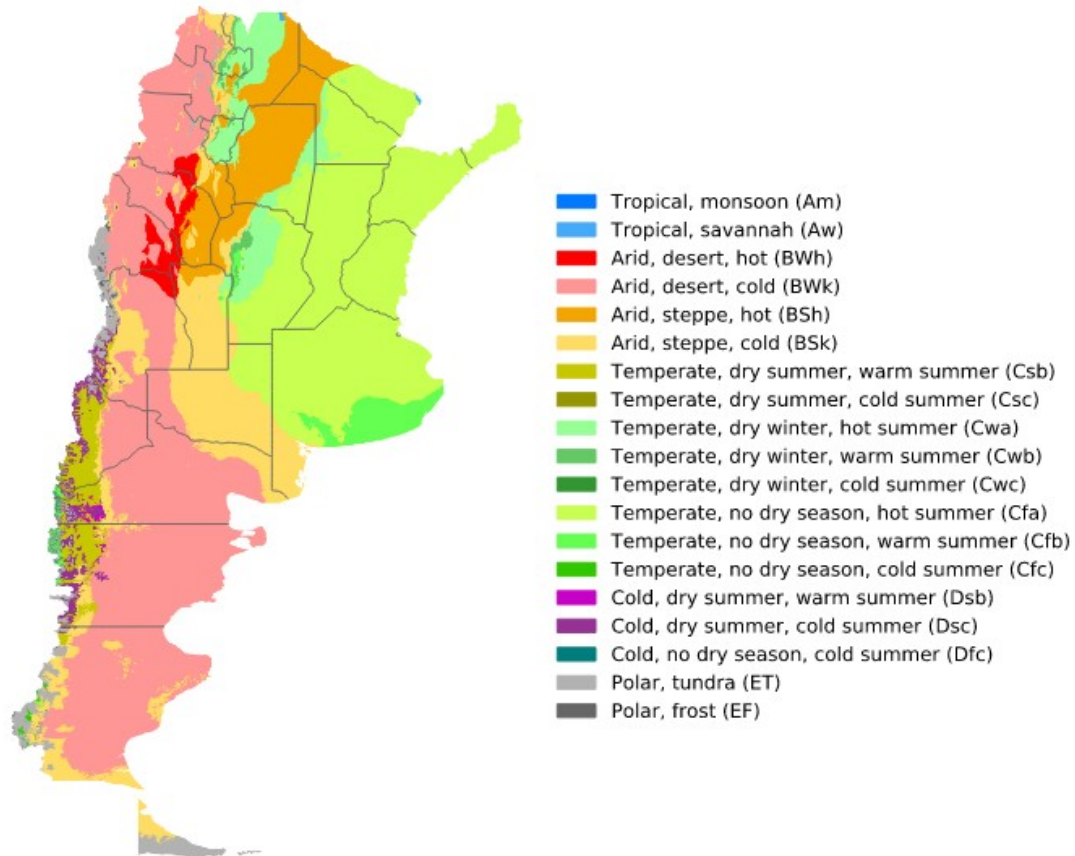 Tropical, monsoon (Am)
Tropical, savannah (Aw)
Arid, desert, hot (BWh)
Arid, desert, cold (BWk)
Arid, steppe, hot (BSh)
Arid, steppe, cold (BSk)
Temperate, dry summer, warm summer (Csb)
Temperate, dry summer, cold summer (Csc)
Temperate, dry winter, hot summer (Cwa)
Temperate, dry winter, warm summer (Cwb)
Temperate, dry winter, cold summer (Cwc)
Temperate, no dry season, hot summer (Cfa)
Temperate, no dry season, warm summer (Cfb)
Temperate, no dry season, cold summer (Cfc)
Cold, dry summer, warm summer (Dsb)
Cold, dry summer, cold summer (Dsc)
Cold, no dry season, cold summer (Dfc)
Polar, tundra (ET)
Polar, frost (EF)